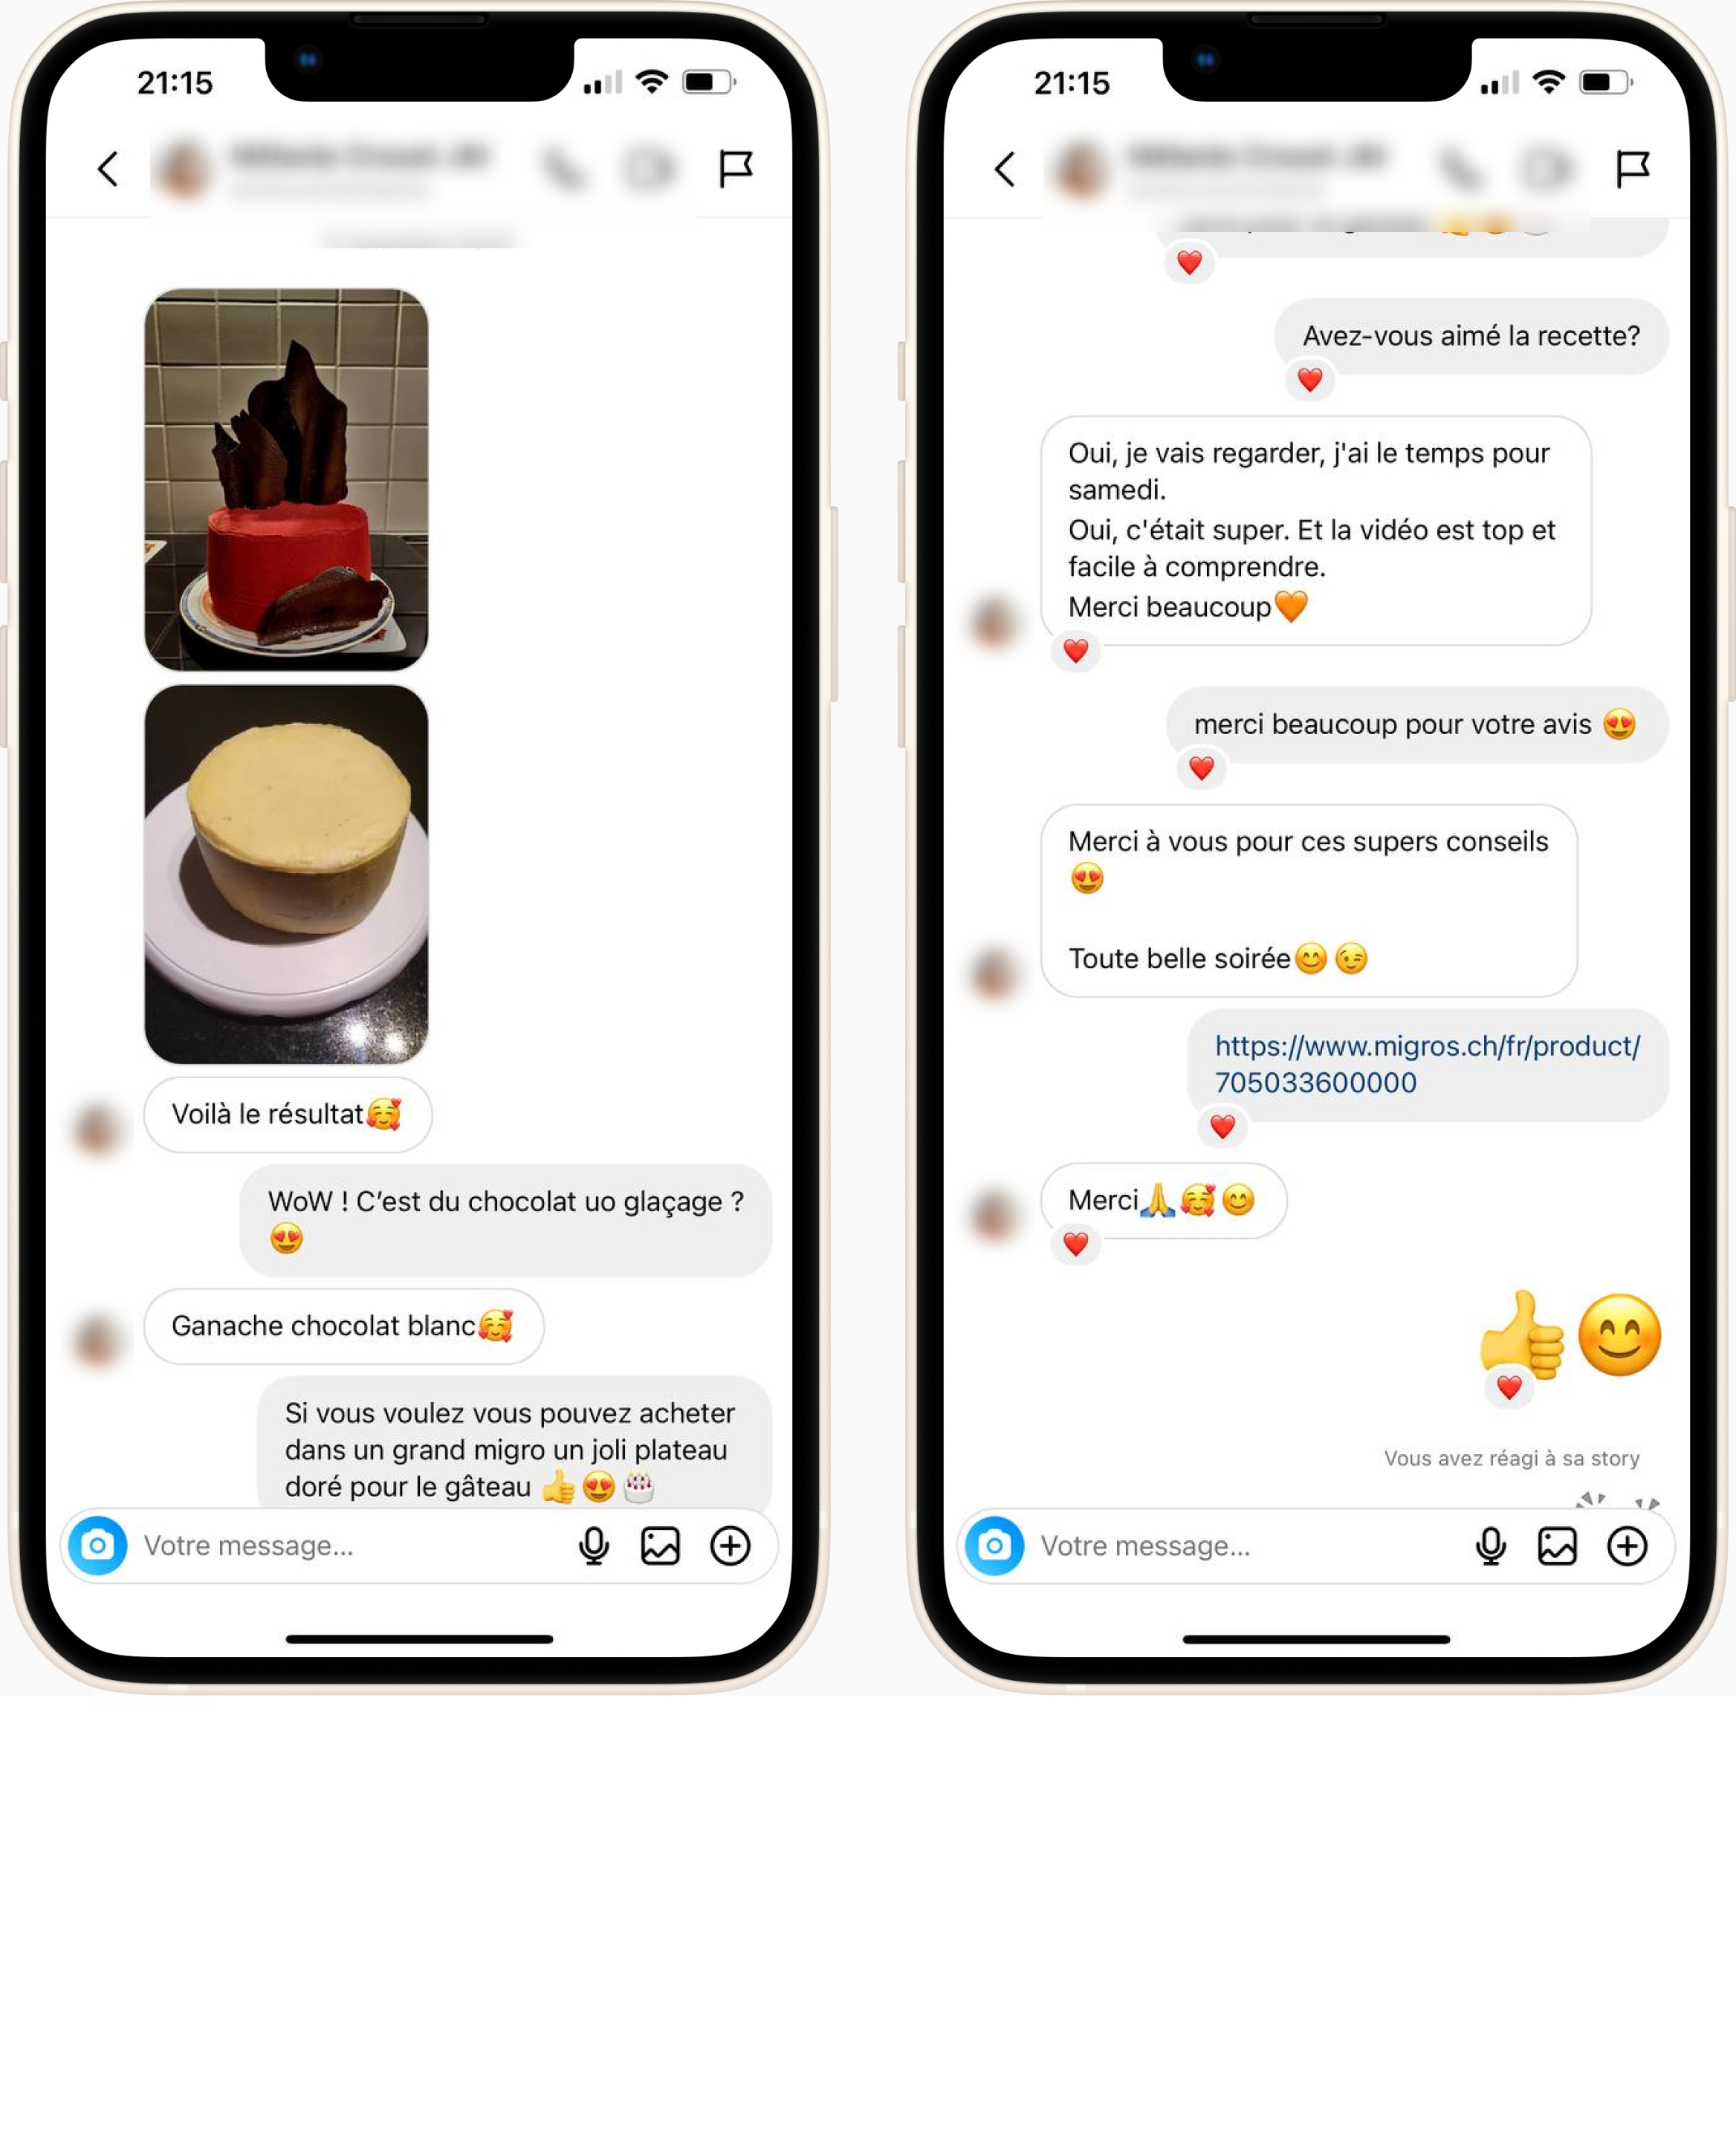 21:15
Voilà le résultat🥰
WoW ! C'est du chocolat uo glaçage ?
😍
Ganache chocolat blanc🥰
Si vous voulez vous pouvez acheter
dans un grand migro un joli plateau
doré pour le gâteau 👍😍🎂
Votre message...
21:15
Avez-vous aimé la recette?
Oui, je vais regarder, j'ai le temps pour
samedi.
Oui, c'était super. Et la vidéo est top et
facile à comprendre.
Merci beaucoup🧡
merci beaucoup pour votre avis 😍
Merci à vous pour ces supers conseils
😍
Toute belle soirée😊😉
https://www.migros.ch/fr/product/
705033600000
Merci🙏🥰😊
👍😊
Vous avez réagi à sa story
Votre message...